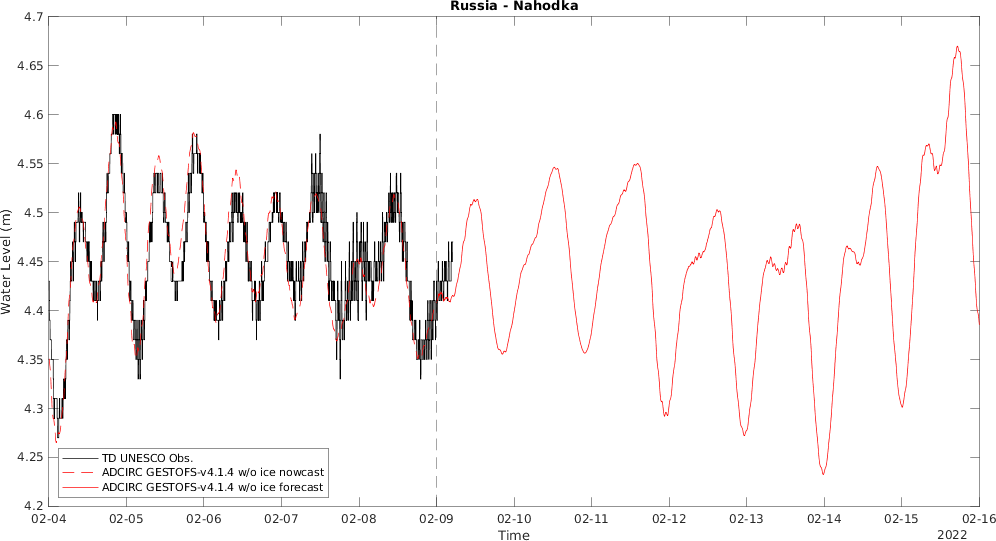 Russia - Nahodka
4.7
4.65
4.6
4.55
4.5
4.45
4.4
4.35
4.3
4.25
4.2
Water Level (m)
TD UNESCO Obs.
ADCIRC GESTOFS-v4.1.4 w/o ice nowcast
ADCIRC GESTOFS-v4.1.4 w/o ice forecast
02-04 02-05 02-06 02-07 02-08 02-09 02-10 02-11 02-12 02-13 02-14 02-15 02-16
Time
2022